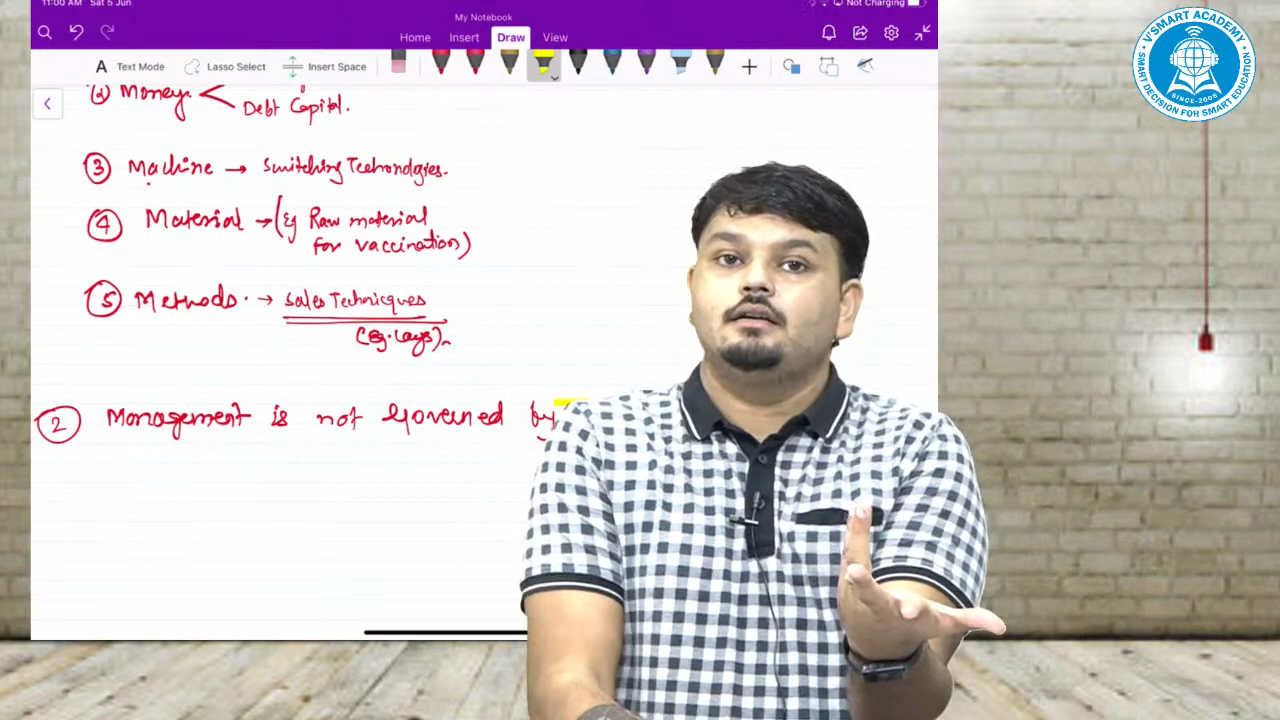 11:00 AM Sat 5 Jun
Not Charging
My Notebook
Home Insert Draw View
A Text Mode Lasso Select Insert Space
(2) Money
Debt Capital.
3 Machine → Switching Technologies.
4 Material → (Eg Raw material
for vaccination)
5 Methods. → Sales Techniques
(Eg. Lays).
2 Management is not Governed by
V'SMART ACADEMY
SINCE-2008
SMART DECISION FOR SMART EDUCATION